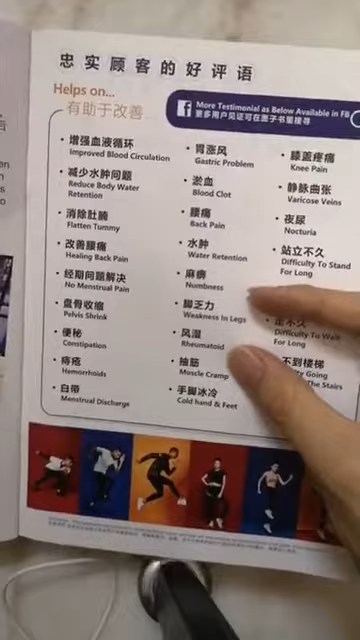 忠实顾客的好评语
Helps on...
有助于改善...
More Testimonial as Below Available in FB
更多用户见证可在面子书里搜寻
增强血液循环
Improved Blood Circulation
减少水肿问题
Reduce Body Water
Retention
消除肚腩
Flatten Tummy
改善腰痛
Healing Back Pain
经期问题解决
No Menstrual Pain
盘骨收缩
Pelvis Shrink
便秘
Constipation
痔疮
Hemorrhoids
白带
Menstrual Discharge
胃涨风
Gastric Problem
淤血
Blood Clot
腰痛
Back Pain
水肿
Water Retention
麻痹
Numbness
脚乏力
Weakness In Legs
风湿
Rheumatoid
抽筋
Muscle Cramp
手脚冰冷
Cold hand & Feet
膝盖疼痛
Knee Pain
静脉曲张
Varicose Veins
夜尿
Nocturia
站立不久
Difficulty To Stand
For Long
不久
Difficulty To
For Long
不到楼梯
Going
The Stairs